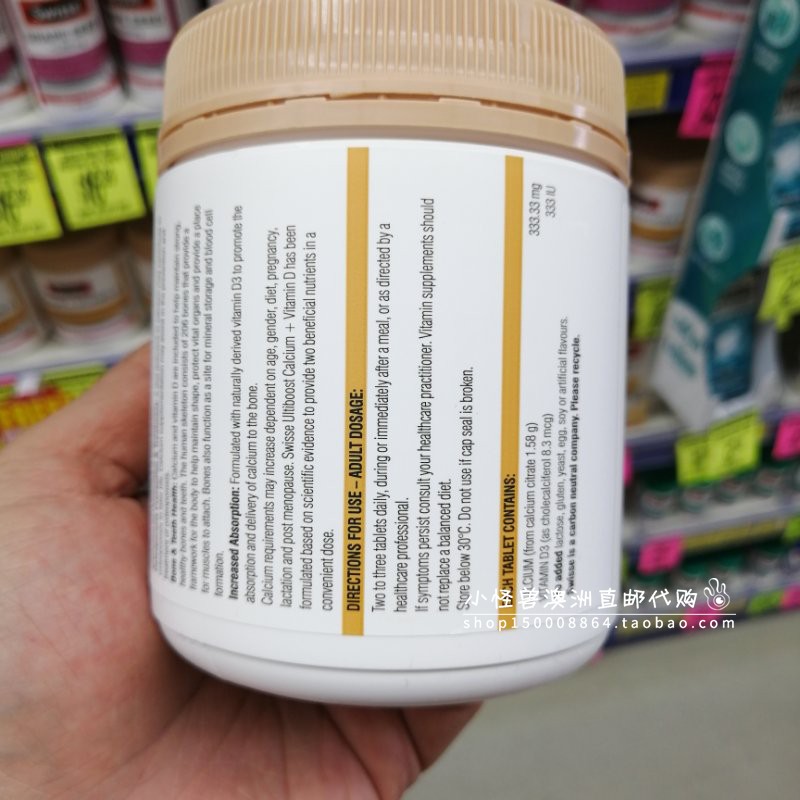 Bone & Teeth Health: Calcium and vitamin D are included to help maintain strong,
healthy bones and teeth. The human skeleton consists of 206 bones that provide a
framework for the body to help maintain shape, protect vital organs and provide a place
for muscles to attach. Bones also function as a site for mineral storage and blood cell
formation.
Increased Absorption: Formulated with naturally derived vitamin D3 to promote the
absorption and delivery of calcium to the bone.
Calcium requirements may increase dependent on age, gender, diet, pregnancy,
lactation and post menopause. Swisse Ultiboost Calcium + Vitamin D has been
formulated based on scientific evidence to provide two beneficial nutrients in a
convenient dose.
DIRECTIONS FOR USE – ADULT DOSAGE:
Two to three tablets daily, during or immediately after a meal, or as directed by a
healthcare professional.
If symptoms persist consult your healthcare practitioner. Vitamin supplements should
not replace a balanced diet.
Store below 30°C. Do not use if cap seal is broken.
CH TABLET CONTAINS:
LCIUM (from calcium citrate 1.58 g) 333.33 mg
TAMIN D3 (as cholecalciferol 8.3 mcg) 333 IU
added lactose, gluten, yeast, egg, soy or artificial flavours.
Swisse is a carbon neutral company. Please recycle.
小怪兽澳洲直邮代购
shop150008864.taobao.com